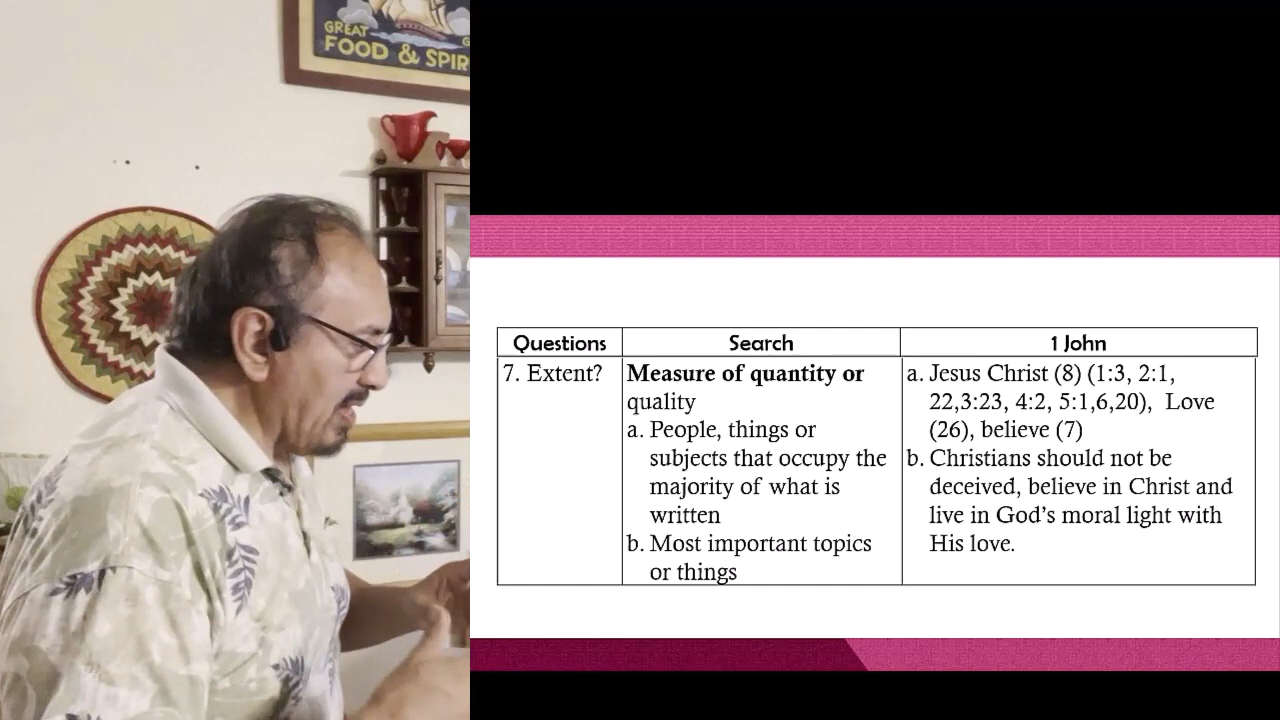 GREAT
FOOD & SPIR
Questions
Search
1 John
7. Extent?
Measure of quantity or
quality
a. People, things or
subjects that occupy the
majority of what is
written
b. Most important topics
or things
a. Jesus Christ (8) (1:3, 2:1,
22,3:23, 4:2, 5:1,6,20), Love
(26), believe (7)
b. Christians should not be
deceived, believe in Christ and
live in God’s moral light with
His love.